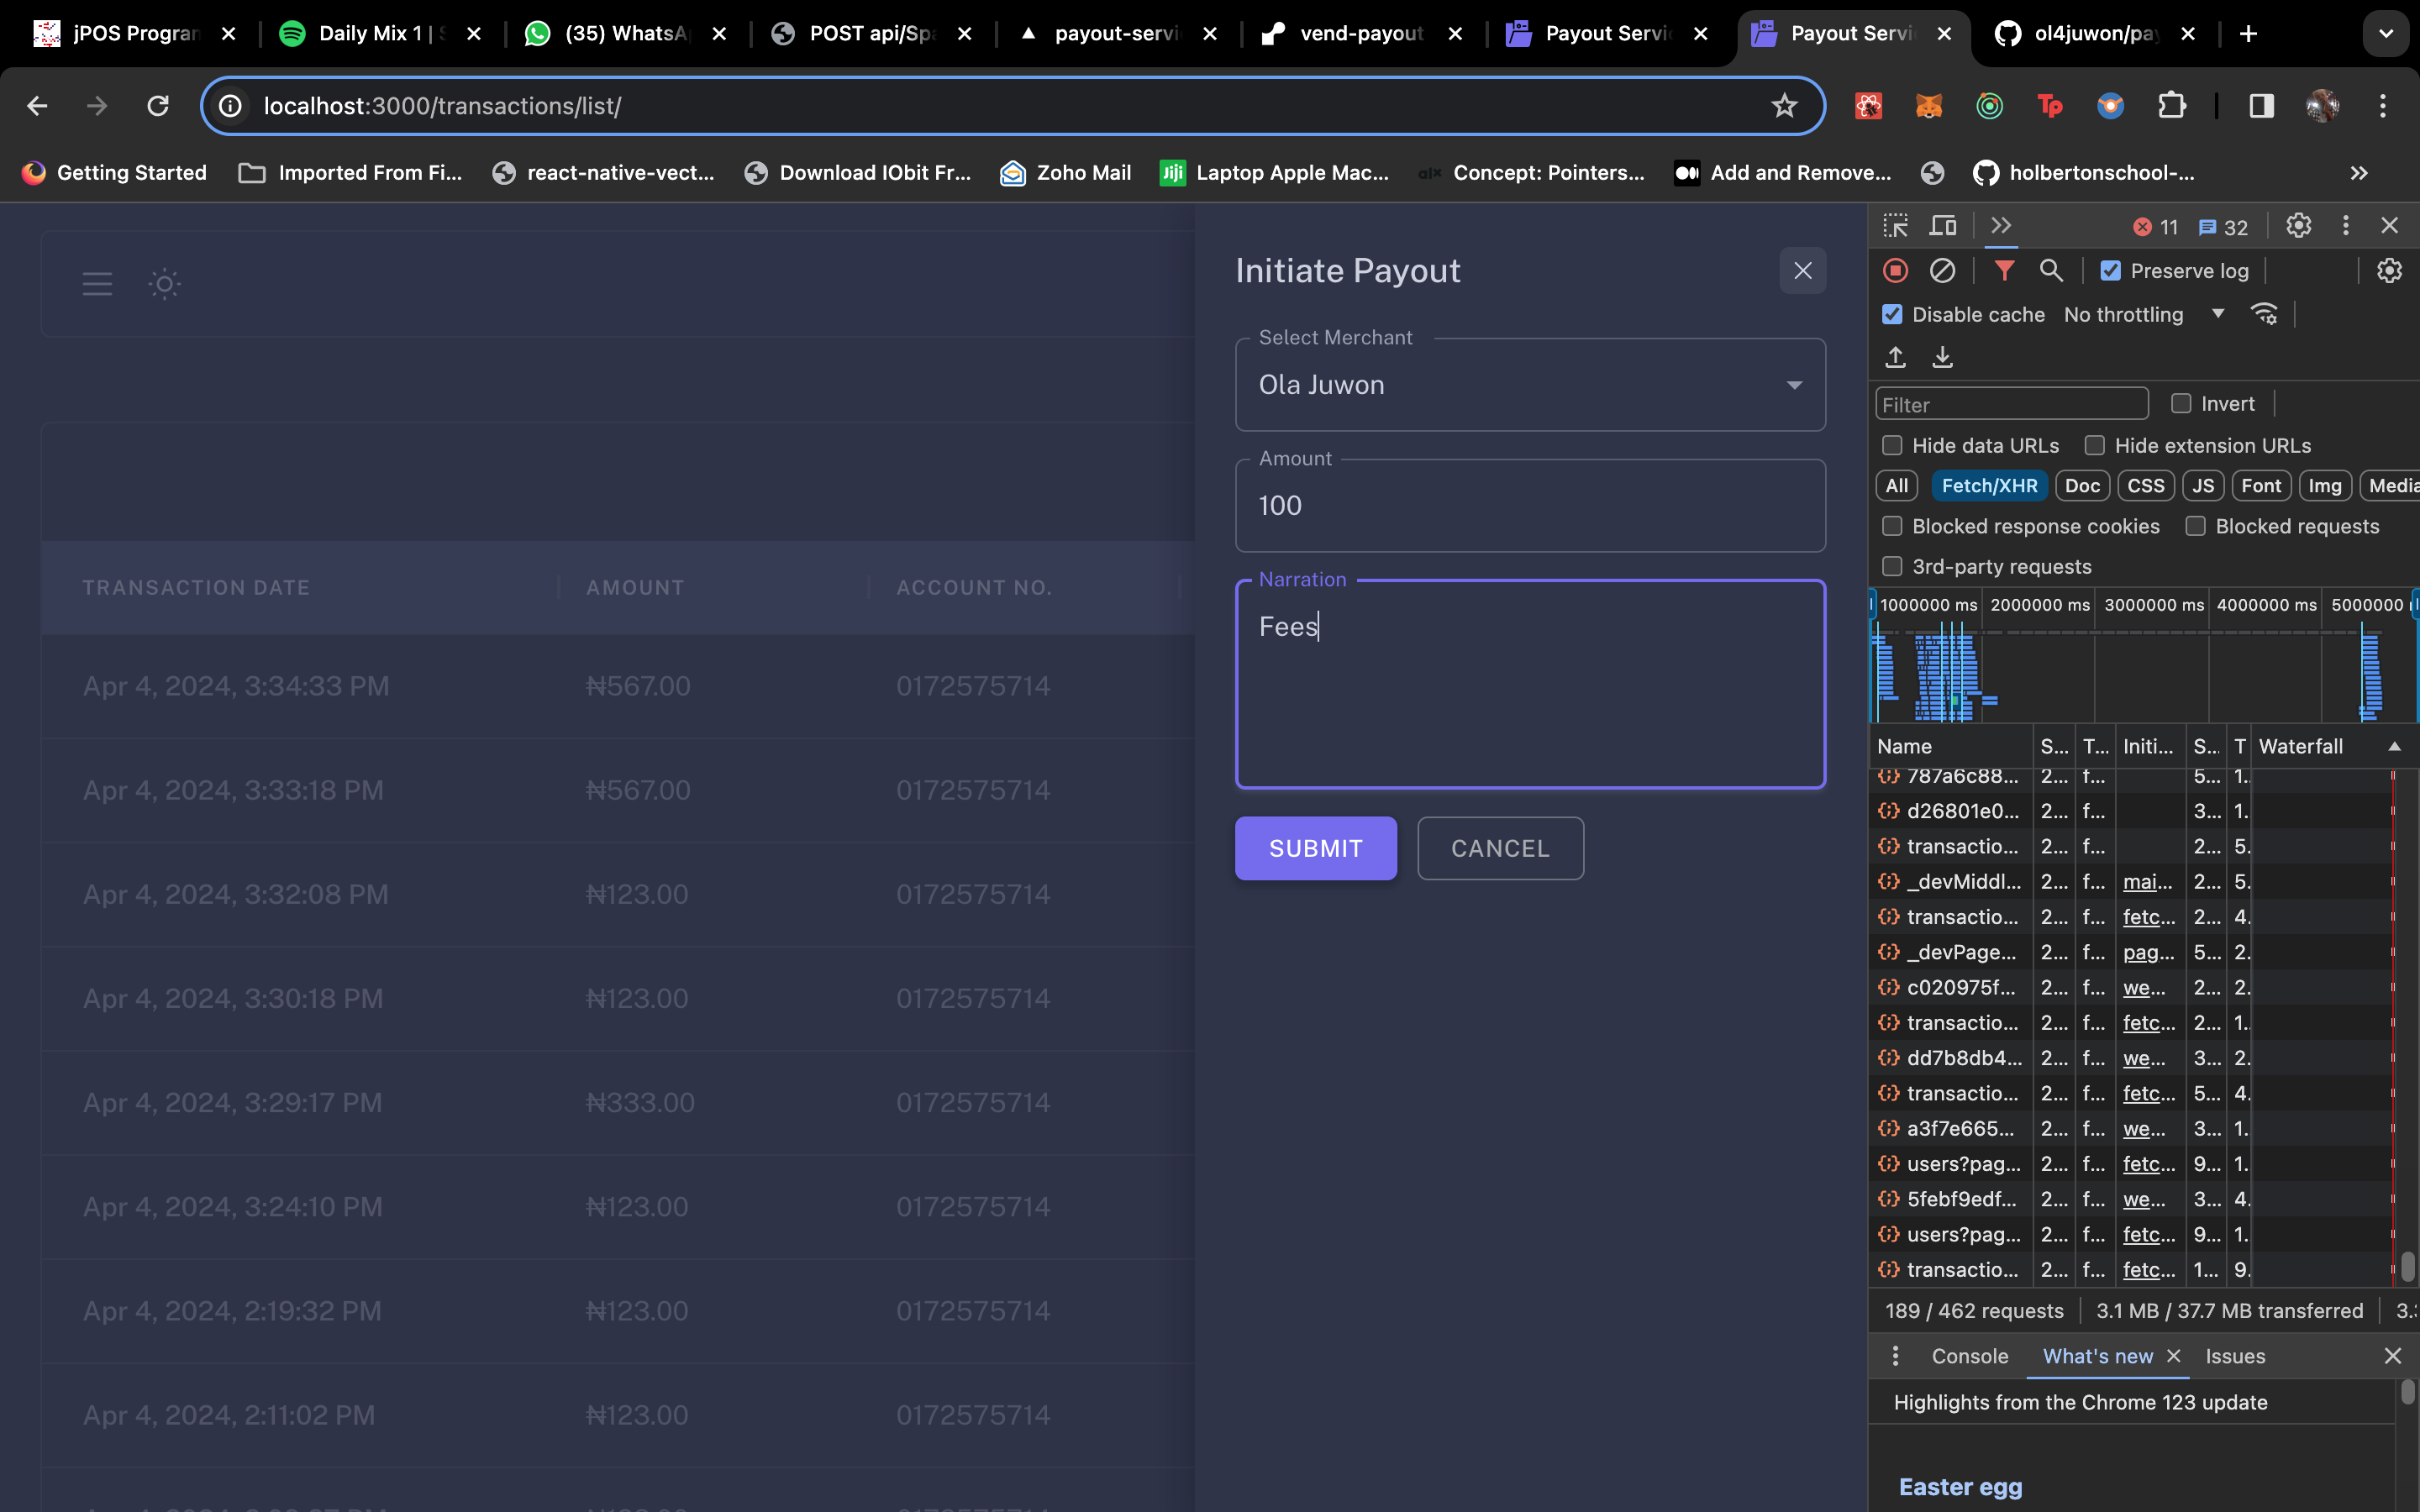 jPOS Progran
Daily Mix 1 | S
(35) WhatsA
POST api/Spa
payout-servi
vend-payout
Payout Servi
Payout Servi
ol4juwon/pay
localhost:3000/transactions/list/
Tp
Getting Started
Imported From Fi...
react-native-vect...
Download IObit Fr...
Zoho Mail
Jiji Laptop Apple Mac...
alx Concept: Pointers...
Add and Remove...
holbertonschool-...
Initiate Payout
Select Merchant
Ola Juwon
Amount
100
Narration
Fees
SUBMIT
CANCEL
TRANSACTION DATE AMOUNT ACCOUNT NO.
Apr 4, 2024, 3:34:33 PM ₦567.00 0172575714
Apr 4, 2024, 3:33:18 PM ₦567.00 0172575714
Apr 4, 2024, 3:32:08 PM ₦123.00 0172575714
Apr 4, 2024, 3:30:18 PM ₦123.00 0172575714
Apr 4, 2024, 3:29:17 PM ₦333.00 0172575714
Apr 4, 2024, 3:24:10 PM ₦123.00 0172575714
Apr 4, 2024, 2:19:32 PM ₦123.00 0172575714
Apr 4, 2024, 2:11:02 PM ₦123.00 0172575714
11 32
Preserve log
Disable cache No throttling
Filter
Invert
Hide data URLs Hide extension URLs
All Fetch/XHR Doc CSS JS Font Img Media
Blocked response cookies Blocked requests
3rd-party requests
1000000 ms 2000000 ms 3000000 ms 4000000 ms 5000000
Name S... T... Initi... S... T Waterfall
787a6c88... 2... f... 5... 1.
d26801e0... 2... f... 3... 1.
transactio... 2... f... 2... 5.
_devMiddl... 2... f... mai... 2... 5.
transactio... 2... f... fetc... 2... 4.
_devPage... 2... f... pag... 5... 2.
c020975f... 2... f... we... 2... 2.
transactio... 2... f... fetc... 2... 1.
dd7b8db4... 2... f... we... 3... 2.
transactio... 2... f... fetc... 5... 4.
a3f7e665... 2... f... we... 3... 1.
users?pag... 2... f... fetc... 9... 1.
5febf9edf... 2... f... we... 3... 4.
users?pag... 2... f... fetc... 9... 1.
transactio... 2... f... fetc... 1... 9.
189 / 462 requests 3.1 MB / 37.7 MB transferred 3.
Console What's new Issues
Highlights from the Chrome 123 update
Easter egg